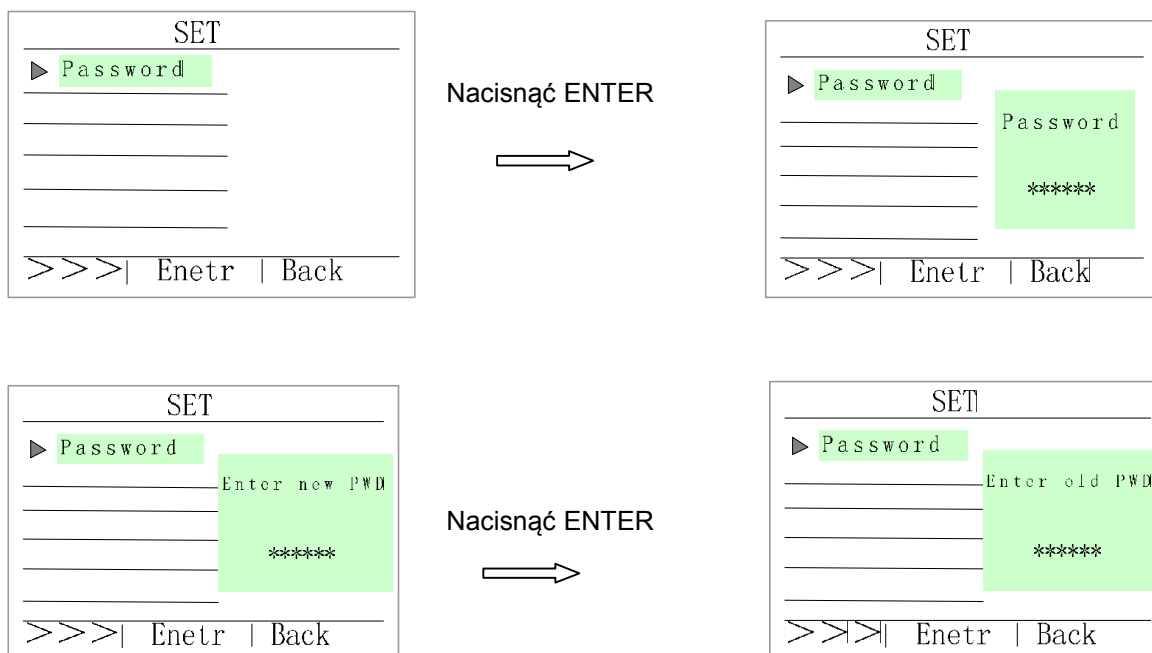 SET
Password
>>>| Enetr | Back
Nacisnąć ENTER
SET
Password
Password
******
>>>| Enetr | Back
SET
Password
Enter new PWD
******
>>>| Enetr | Back
Nacisnąć ENTER
SET
Password
Enter old PWD
******
>>>| Enetr | Back